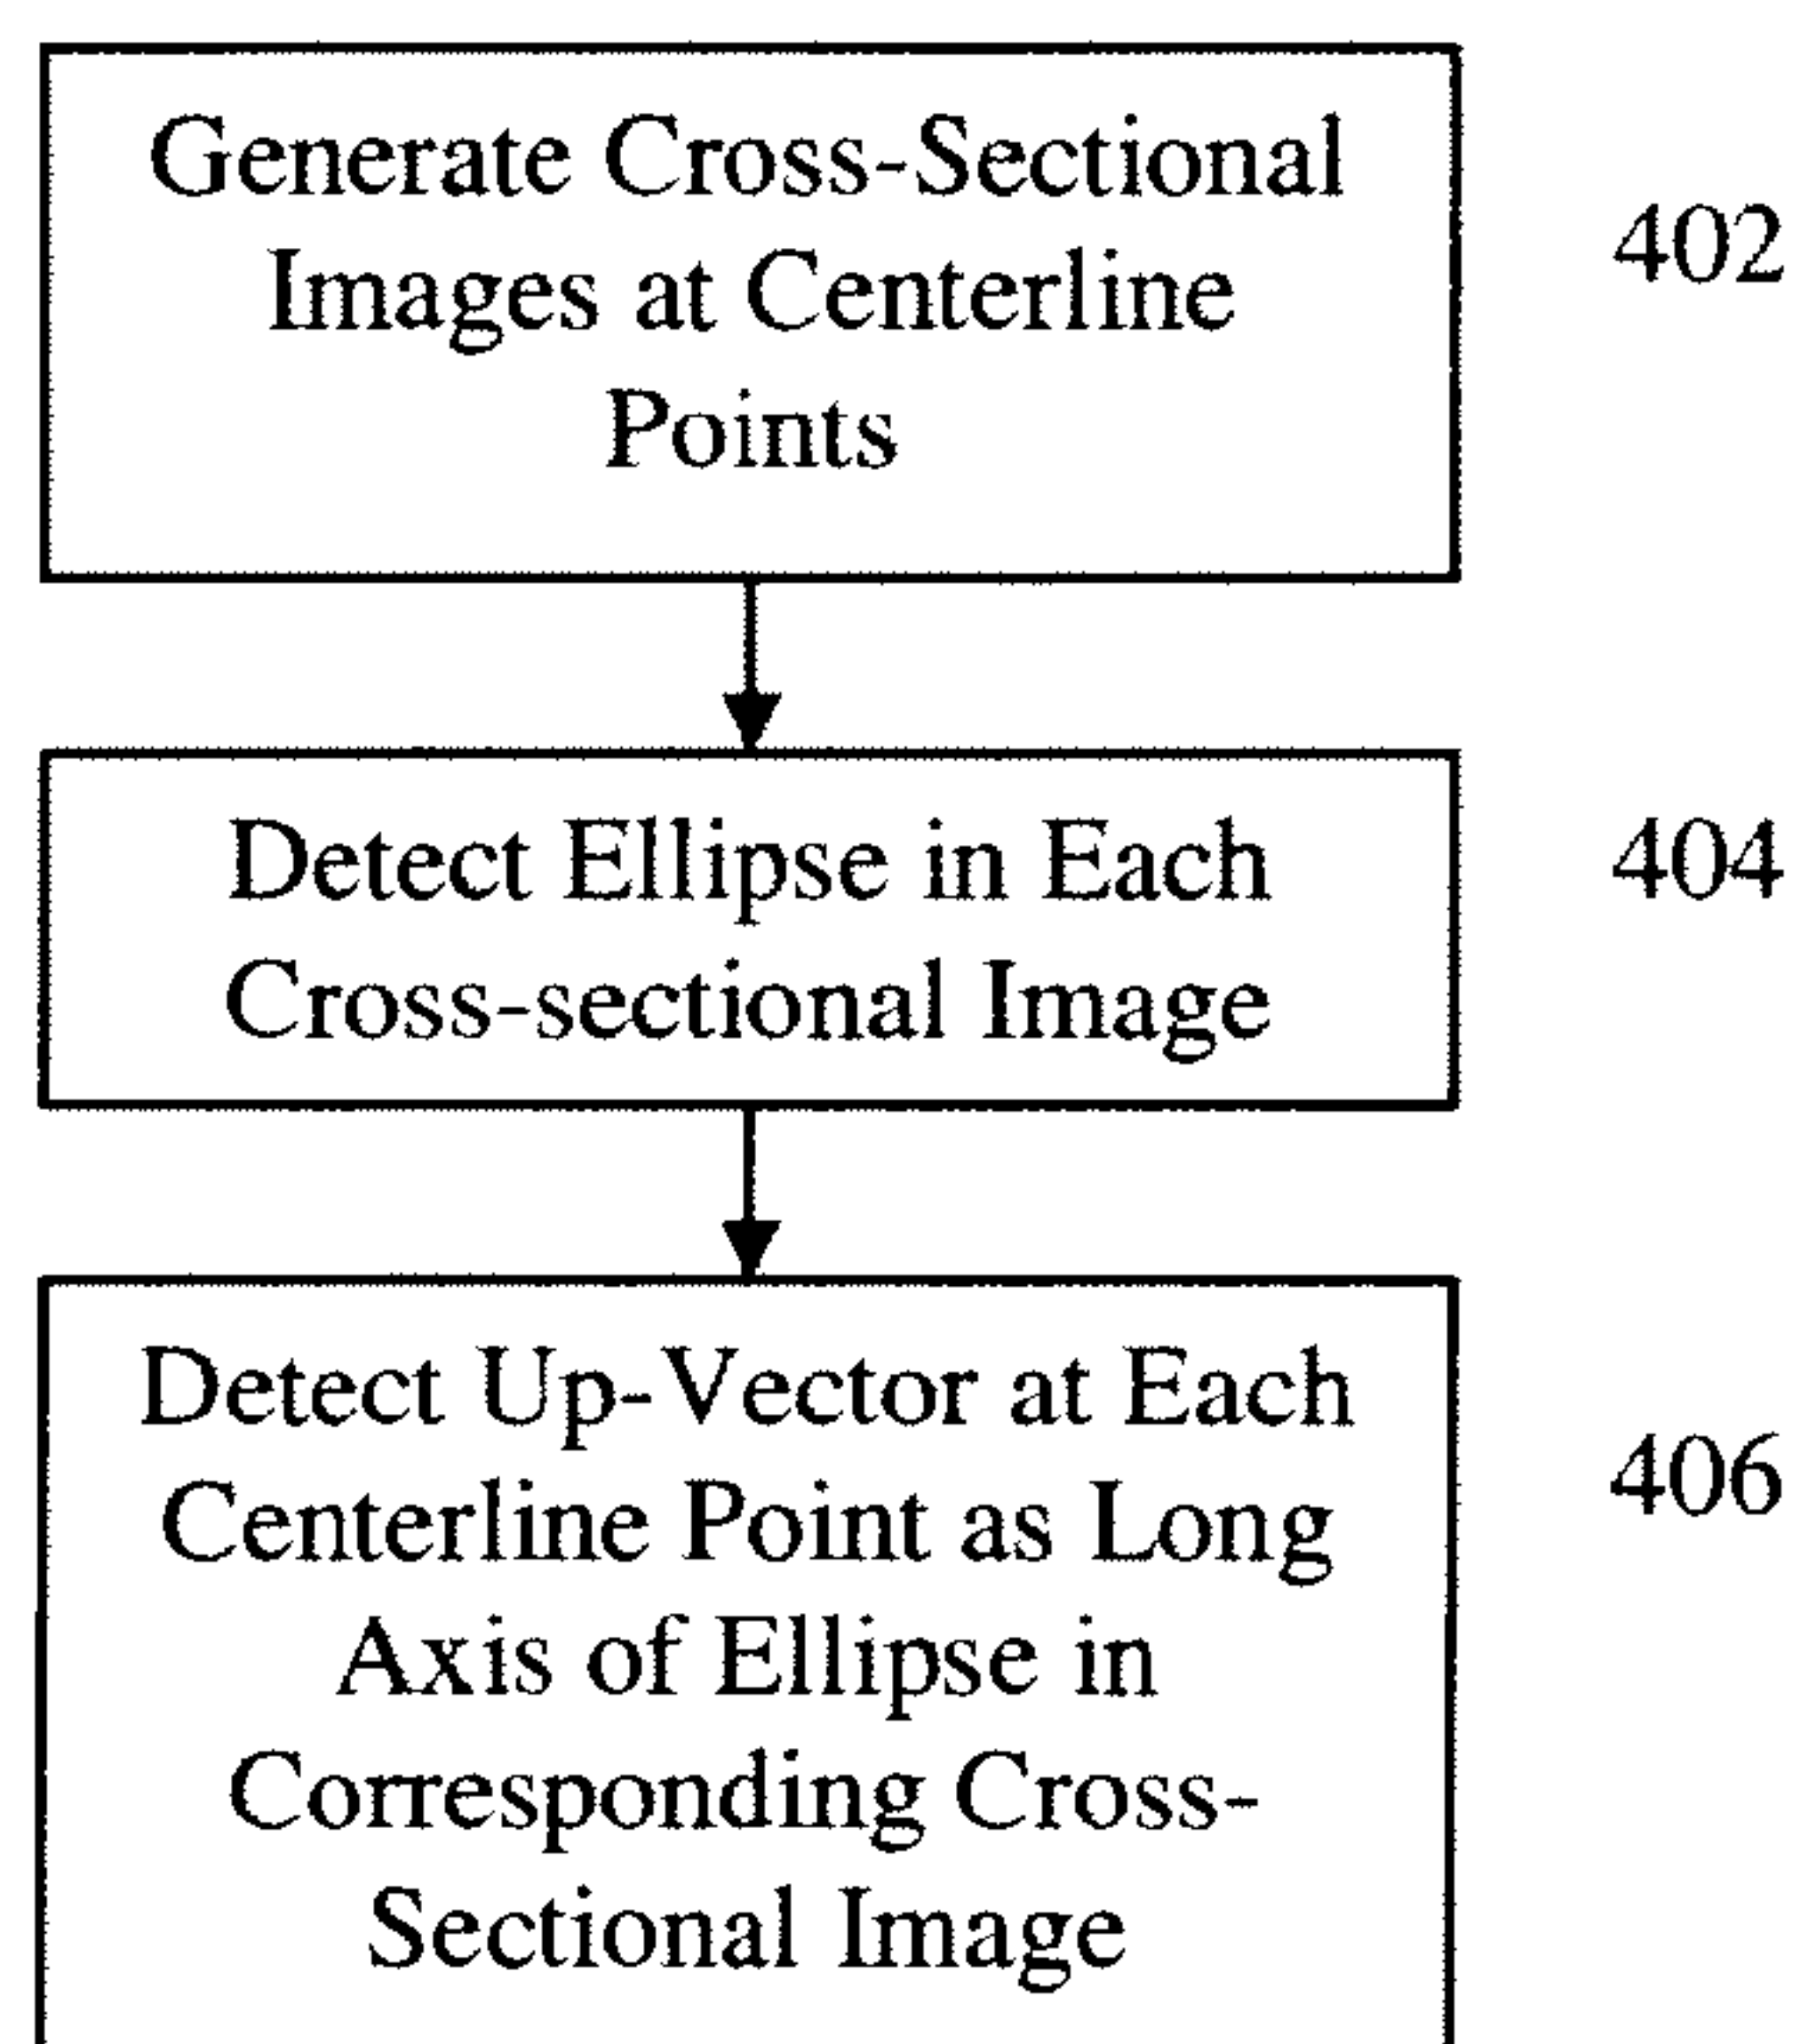 Generate Cross-Sectional
Images at Centerline
Points
402
Detect Ellipse in Each
Cross-sectional Image
404
Detect Up-Vector at Each
Centerline Point as Long
Axis of Ellipse in
Corresponding Cross-
Sectional Image
406